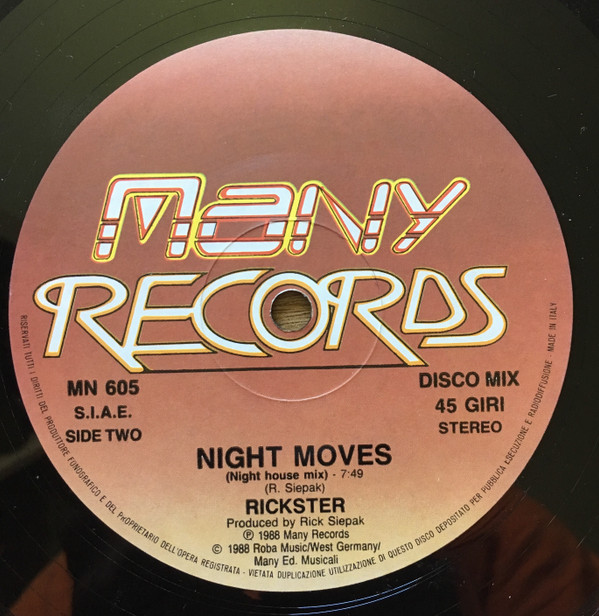 MANY
RECORDS
MN 605
S.I.A.E.
SIDE TWO
DISCO MIX
45 GIRI
STEREO
NIGHT MOVES
(Night house mix) - 7:49
(R. Siepak)
RICKSTER
Produced by Rick Siepak
Ⓟ 1988 Many Records
© 1988 Roba Music/West Germany/
Many Ed. Musicali
RISERVATI TUTTI I DIRITTI DEL PRODUTTORE FONOGRAFICO E DEL PROPRIETARIO DELL'OPERA REGISTRATA - VIETATA DUPLICAZIONE UTILIZZAZIONE DI QUESTO DISCO DEPOSITATO PER PUBBLICA ESECUZIONE E RADIODIFFUSIONE - MADE IN ITALY